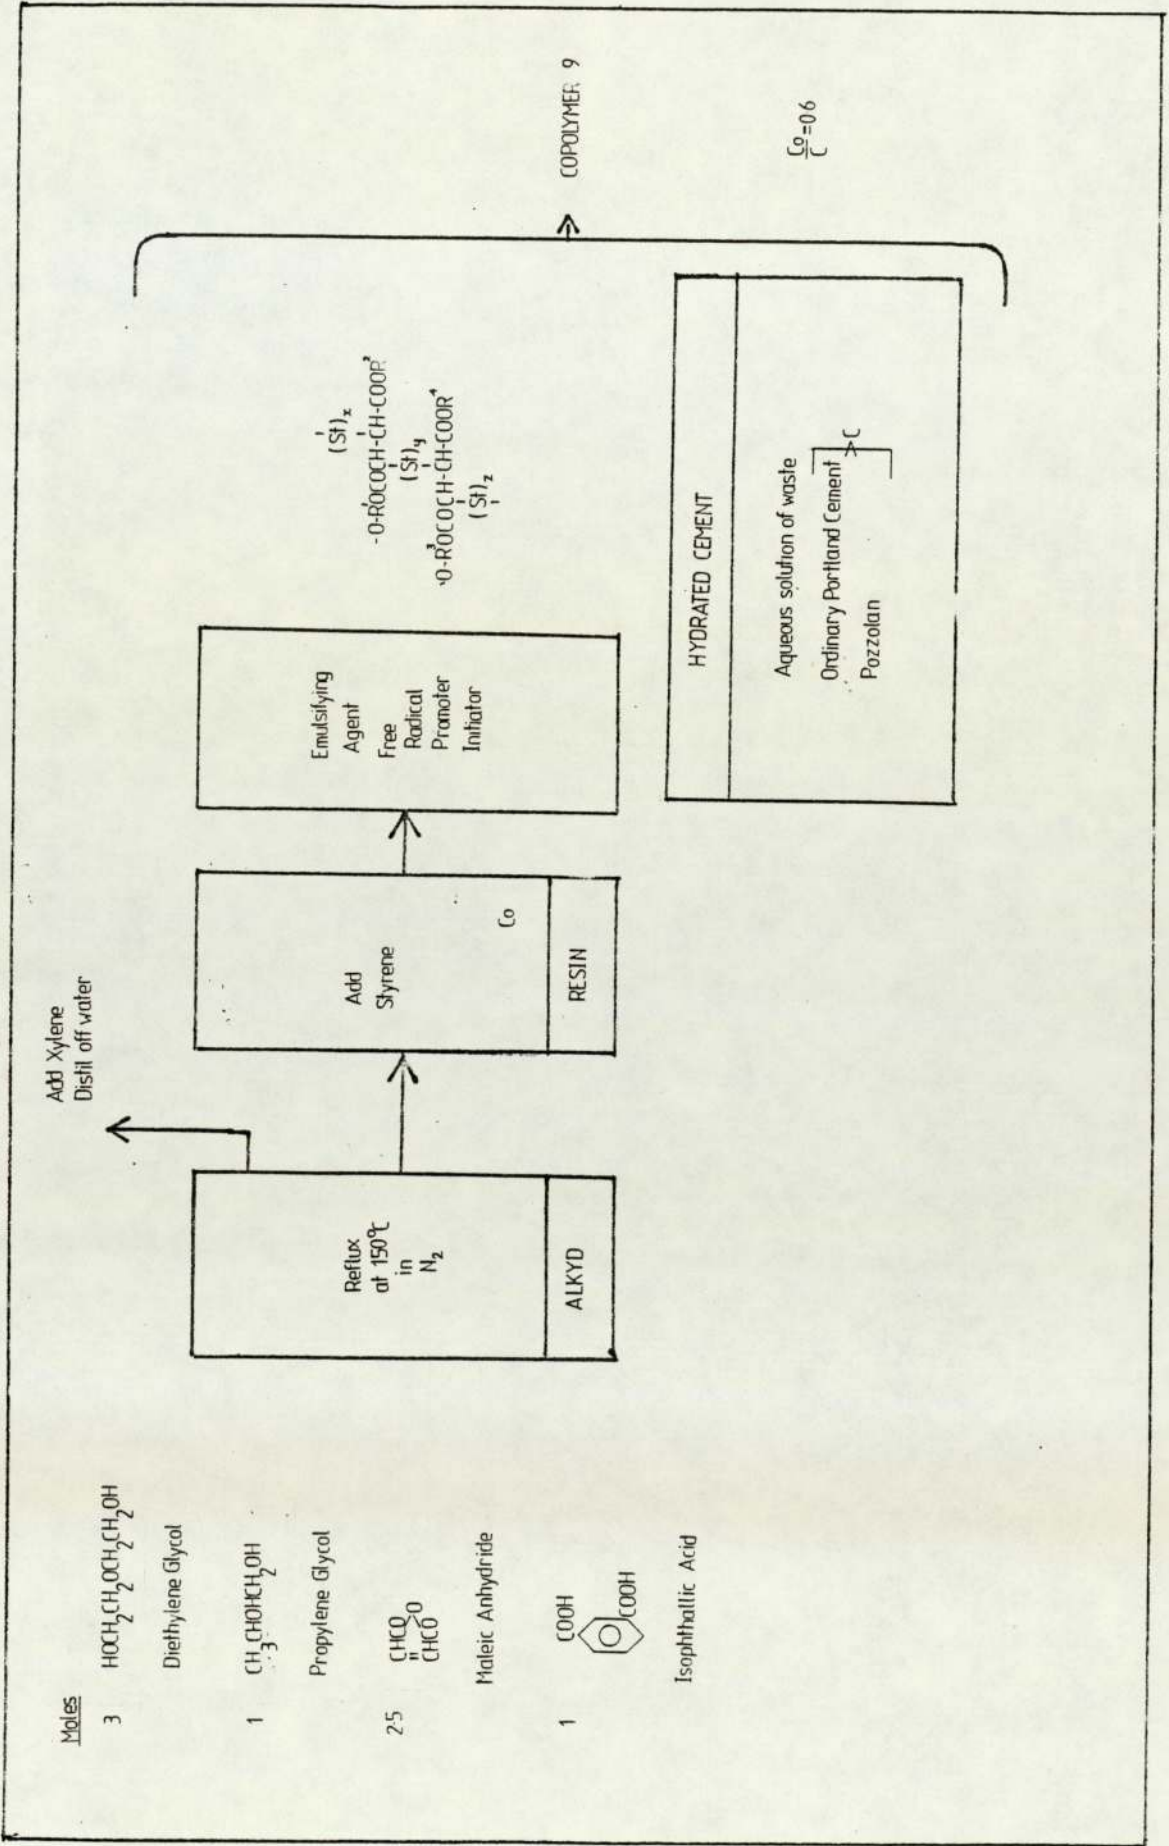 Moles
3 HOCH2CH2OCH2CH2OH
Diethylene Glycol
1 CH3CHOHCH2OH
Propylene Glycol
2·5 CHCO
"  O
CHCO
Maleic Anhydride
1 COOH
COOH
Isophthallic Acid
Add Xylene
Distil off water
Reflux
at 150°C
in
N2
ALKYD
Add
Styrene
Co
RESIN
Emulsifying
Agent
Free
Radical
Promoter
Initiator
(St)x
-O-R'OCOCH-CH-COOR²
(St)y
·O-R³OCOCH-CH-COOR⁴
(St)z
HYDRATED CEMENT
Aqueous solution of waste
Ordinary Portland Cement
>C
Pozzolan
COPOLYMER 9
Co/C=0·6